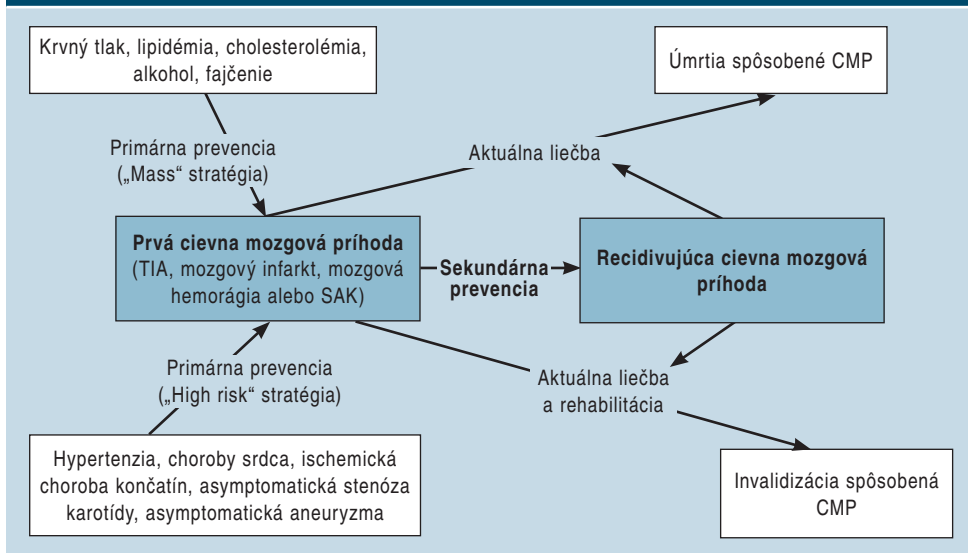 Krvný tlak, lipidémia, cholesterolémia,
alkohol, fajčenie
Úmrtia spôsobené CMP
Primárna prevencia
(„Mass“ stratégia)
Aktuálna liečba
Prvá cievna mozgová príhoda
(TIA, mozgový infarkt, mozgová
hemorágia alebo SAK)
Sekundárna
prevencia
Recidivujúca cievna mozgová
príhoda
Primárna prevencia
(„High risk“ stratégia)
Aktuálna liečba
a rehabilitácia
Hypertenzia, choroby srdca, ischemická
choroba končatín, asymptomatická stenóza
karotídy, asymptomatická aneuryzma
Invalidizácia spôsobená
CMP